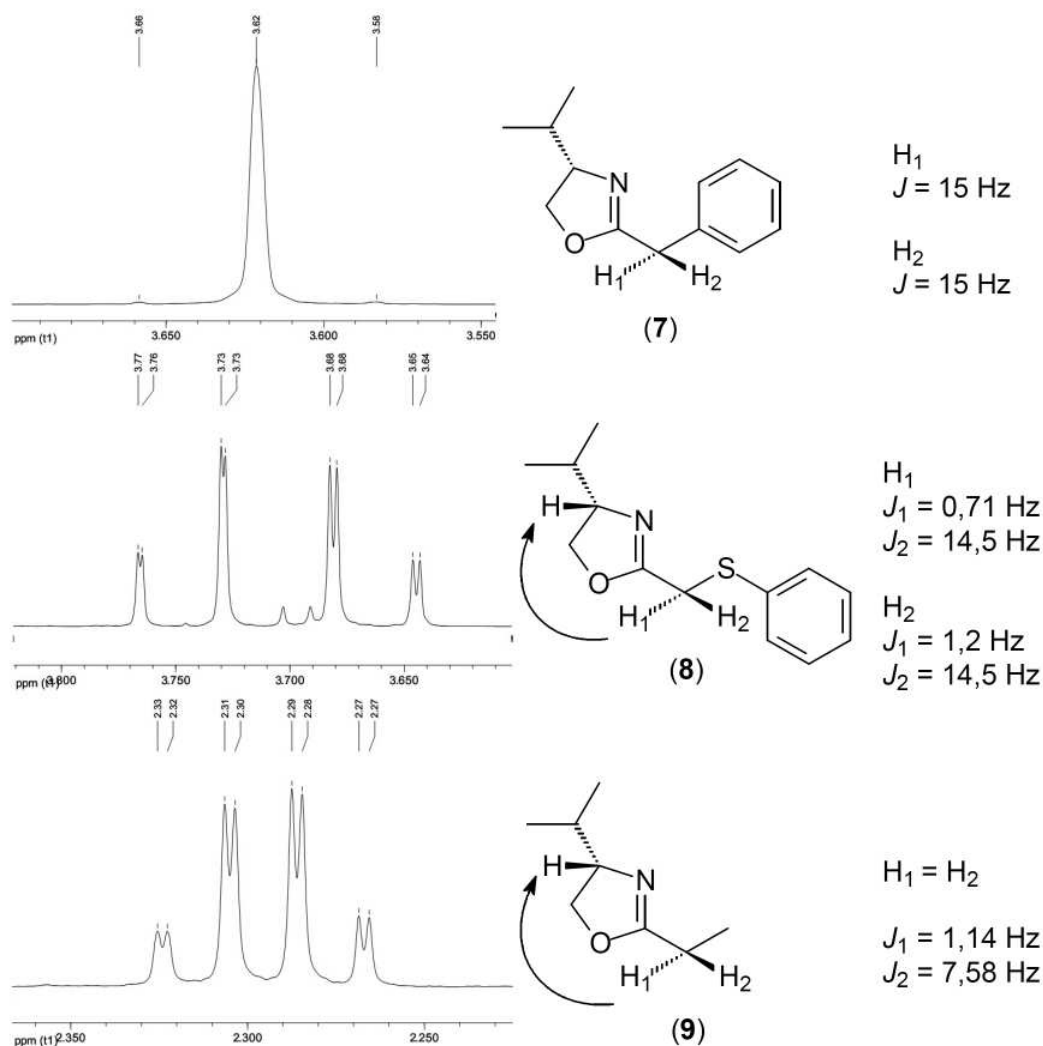 3.66 3.62 3.58
H1
J = 15 Hz
N
O
H2
J = 15 Hz
H1 H2
(7)
ppm (t1) 3.650 3.600 3.550
3.77 3.76 3.73 3.73 3.68 3.68 3.65 3.64
H1
H N
J1 = 0,71 Hz
J2 = 14,5 Hz
S
O
H2
H1 H2
J1 = 1,2 Hz
(8)
J2 = 14,5 Hz
ppm (t1) 3.800 3.750 3.700 3.650
2.33 2.32 2.31 2.30 2.29 2.28 2.27 2.27
H N
H1 = H2
O
J1 = 1,14 Hz
H1 H2
J2 = 7,58 Hz
(9)
ppm (t1) 2.350 2.300 2.250